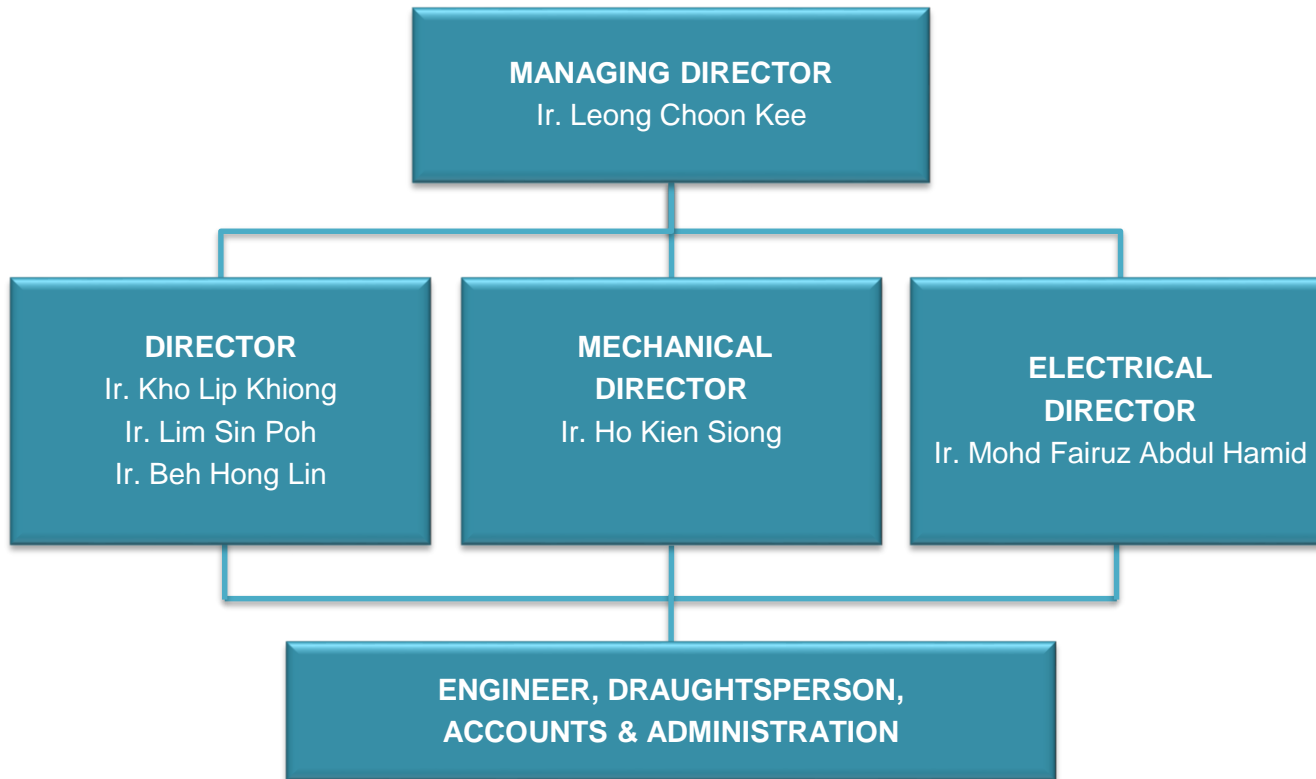 MANAGING DIRECTOR
Ir. Leong Choon Kee
DIRECTOR
Ir. Kho Lip Khiong
Ir. Lim Sin Poh
Ir. Beh Hong Lin
MECHANICAL
DIRECTOR
Ir. Ho Kien Siong
ELECTRICAL
DIRECTOR
Ir. Mohd Fairuz Abdul Hamid
ENGINEER, DRAUGHTSPERSON,
ACCOUNTS & ADMINISTRATION